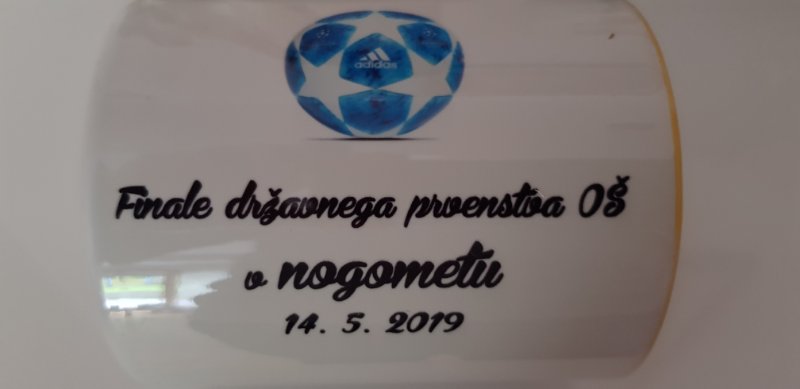 adidas
Finale državnega prvenstva OŠ
v nogometu
14. 5. 2019